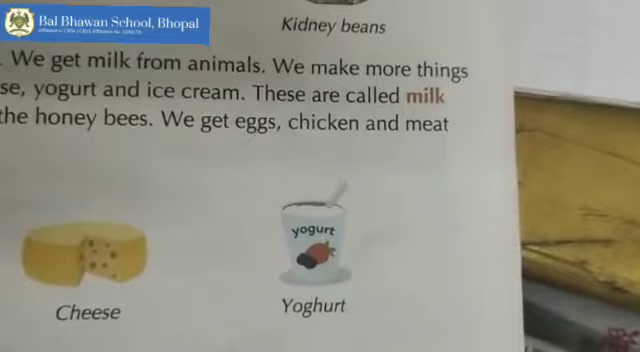 Bal Bhawan School, Bhopal
Kidney beans
. We get milk from animals. We make more things
se, yogurt and ice cream. These are called milk
the honey bees. We get eggs, chicken and meat
yogurt
Cheese
Yoghurt